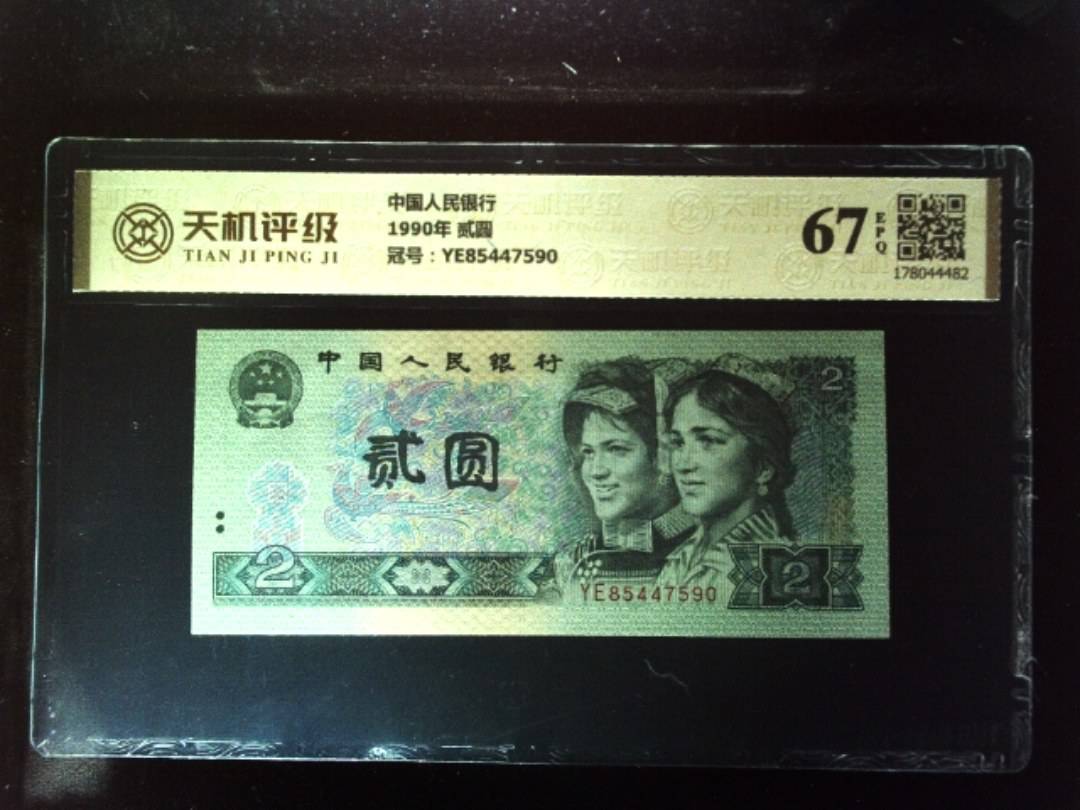 天机评级
TIAN JI PING JI
中国人民银行
1990年 贰圆
冠号：YE85447590
67
EPQ
178044482
中国人民银行
2
贰圆
2
YE85447590
2